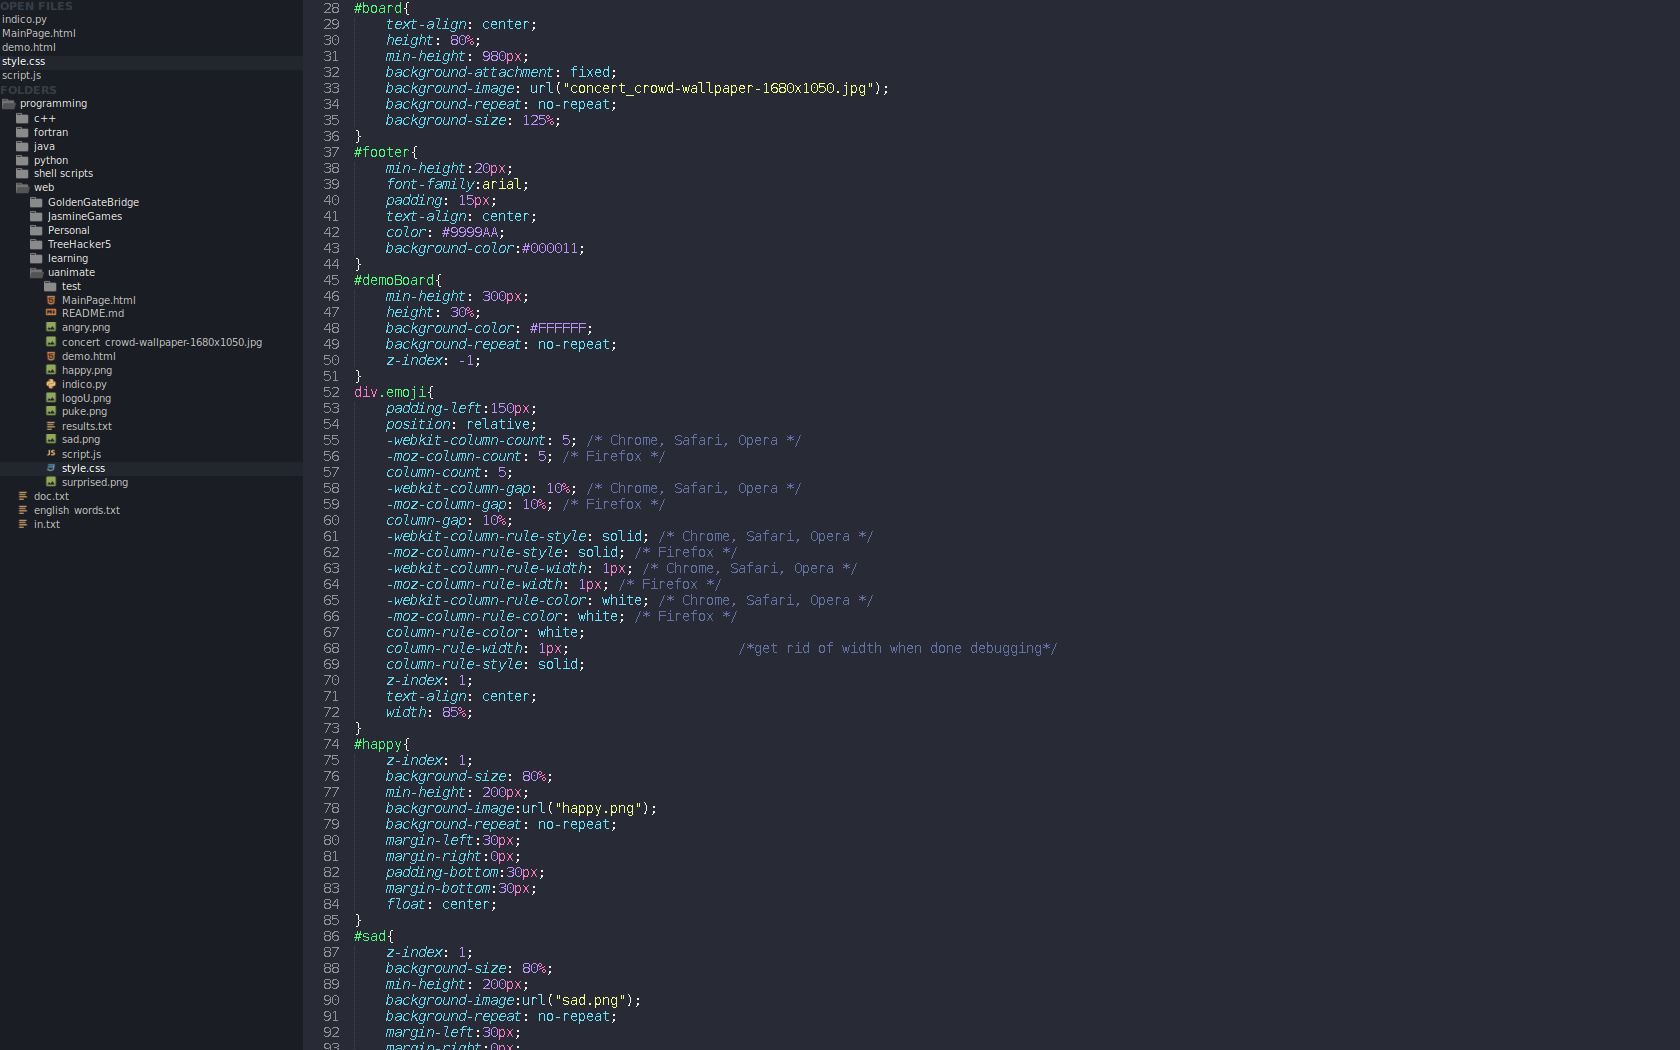 OPEN FILES
indico.py
MainPage.html
demo.html
style.css
script.js
FOLDERS
programming
c++
fortran
java
python
shell scripts
web
GoldenGateBridge
JasmineGames
Personal
TreeHacker5
learning
uanimate
test
MainPage.html
README.md
angry.png
concert_crowd-wallpaper-1680x1050.jpg
demo.html
happy.png
indico.py
logoU.png
puke.png
results.txt
sad.png
JS script.js
style.css
surprised.png
doc.txt
english_words.txt
in.txt
28 #board{
29 text-align: center;
30 height: 80%;
31 min-height: 980px;
32 background-attachment: fixed;
33 background-image: url("concert_crowd-wallpaper-1680x1050.jpg");
34 background-repeat: no-repeat;
35 background-size: 125%;
36 }
37 #footer{
38 min-height:20px;
39 font-family:arial;
40 padding: 15px;
41 text-align: center;
42 color: #9999AA;
43 background-color:#000011;
44 }
45 #demoBoard{
46 min-height: 300px;
47 height: 30%;
48 background-color: #FFFFFF;
49 background-repeat: no-repeat;
50 z-index: -1;
51 }
52 div.emoji{
53 padding-left:150px;
54 position: relative;
55 -webkit-column-count: 5; /* Chrome, Safari, Opera */
56 -moz-column-count: 5; /* Firefox */
57 column-count: 5;
58 -webkit-column-gap: 10%; /* Chrome, Safari, Opera */
59 -moz-column-gap: 10%; /* Firefox */
60 column-gap: 10%;
61 -webkit-column-rule-style: solid; /* Chrome, Safari, Opera */
62 -moz-column-rule-style: solid; /* Firefox */
63 -webkit-column-rule-width: 1px; /* Chrome, Safari, Opera */
64 -moz-column-rule-width: 1px; /* Firefox */
65 -webkit-column-rule-color: white; /* Chrome, Safari, Opera */
66 -moz-column-rule-color: white; /* Firefox */
67 column-rule-color: white;
68 column-rule-width: 1px; /*get rid of width when done debugging*/
69 column-rule-style: solid;
70 z-index: 1;
71 text-align: center;
72 width: 85%;
73 }
74 #happy{
75 z-index: 1;
76 background-size: 80%;
77 min-height: 200px;
78 background-image:url("happy.png");
79 background-repeat: no-repeat;
80 margin-left:30px;
81 margin-right:0px;
82 padding-bottom:30px;
83 margin-bottom:30px;
84 float: center;
85 }
86 #sad{
87 z-index: 1;
88 background-size: 80%;
89 min-height: 200px;
90 background-image:url("sad.png");
91 background-repeat: no-repeat;
92 margin-left:30px;
93 margin-right:0px;